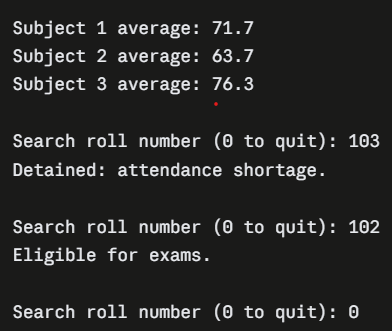 Subject 1 average: 71.7
Subject 2 average: 63.7
Subject 3 average: 76.3
Search roll number (0 to quit): 103
Detained: attendance shortage.
Search roll number (0 to quit): 102
Eligible for exams.
Search roll number (0 to quit): 0